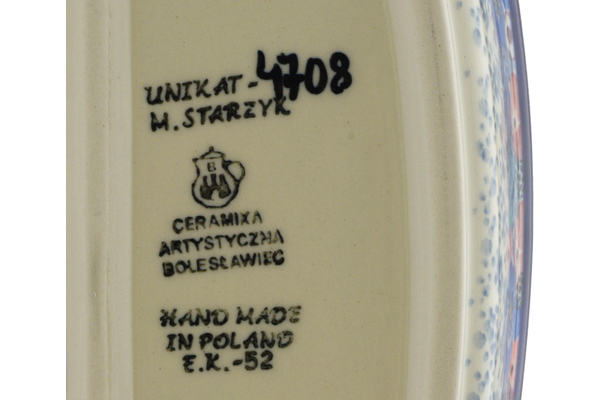 UNIKAT-4708
M. STARZYK
B
CERAMIKA
ARTYSTYCZNA
BOLESŁAWIEC
HAND MADE
IN POLAND
E.K.-52